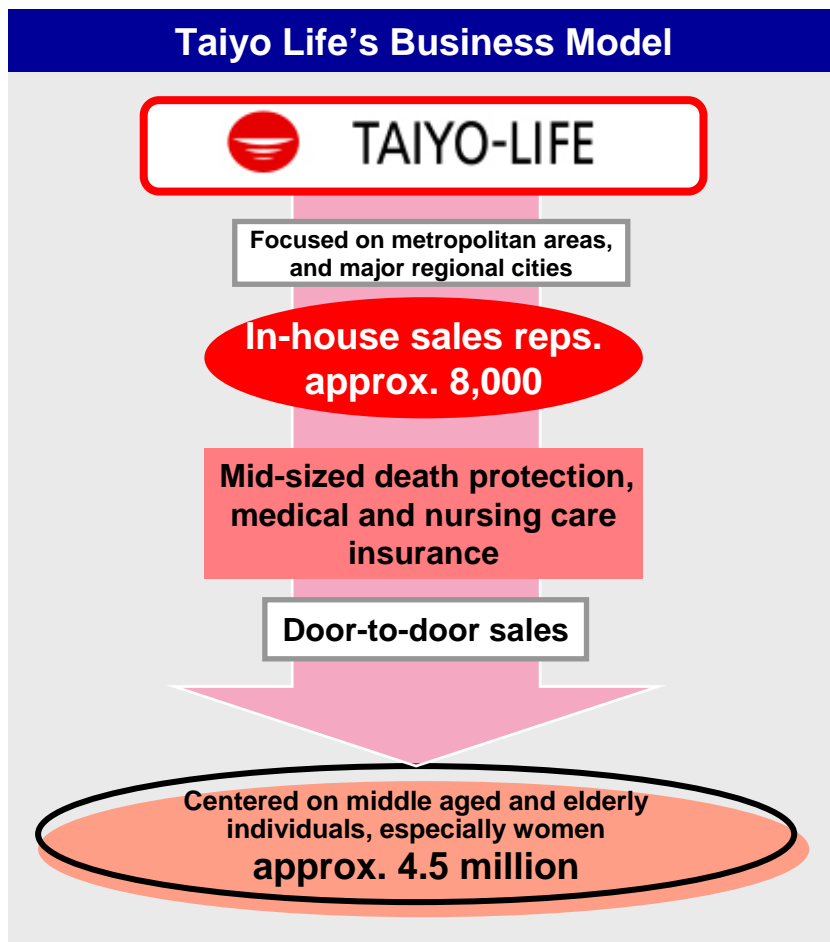 Taiyo Life’s Business Model
TAIYO-LIFE
Focused on metropolitan areas,
and major regional cities
In-house sales reps.
approx. 8,000
Mid-sized death protection,
medical and nursing care
insurance
Door-to-door sales
Centered on middle aged and elderly
individuals, especially women
approx. 4.5 million